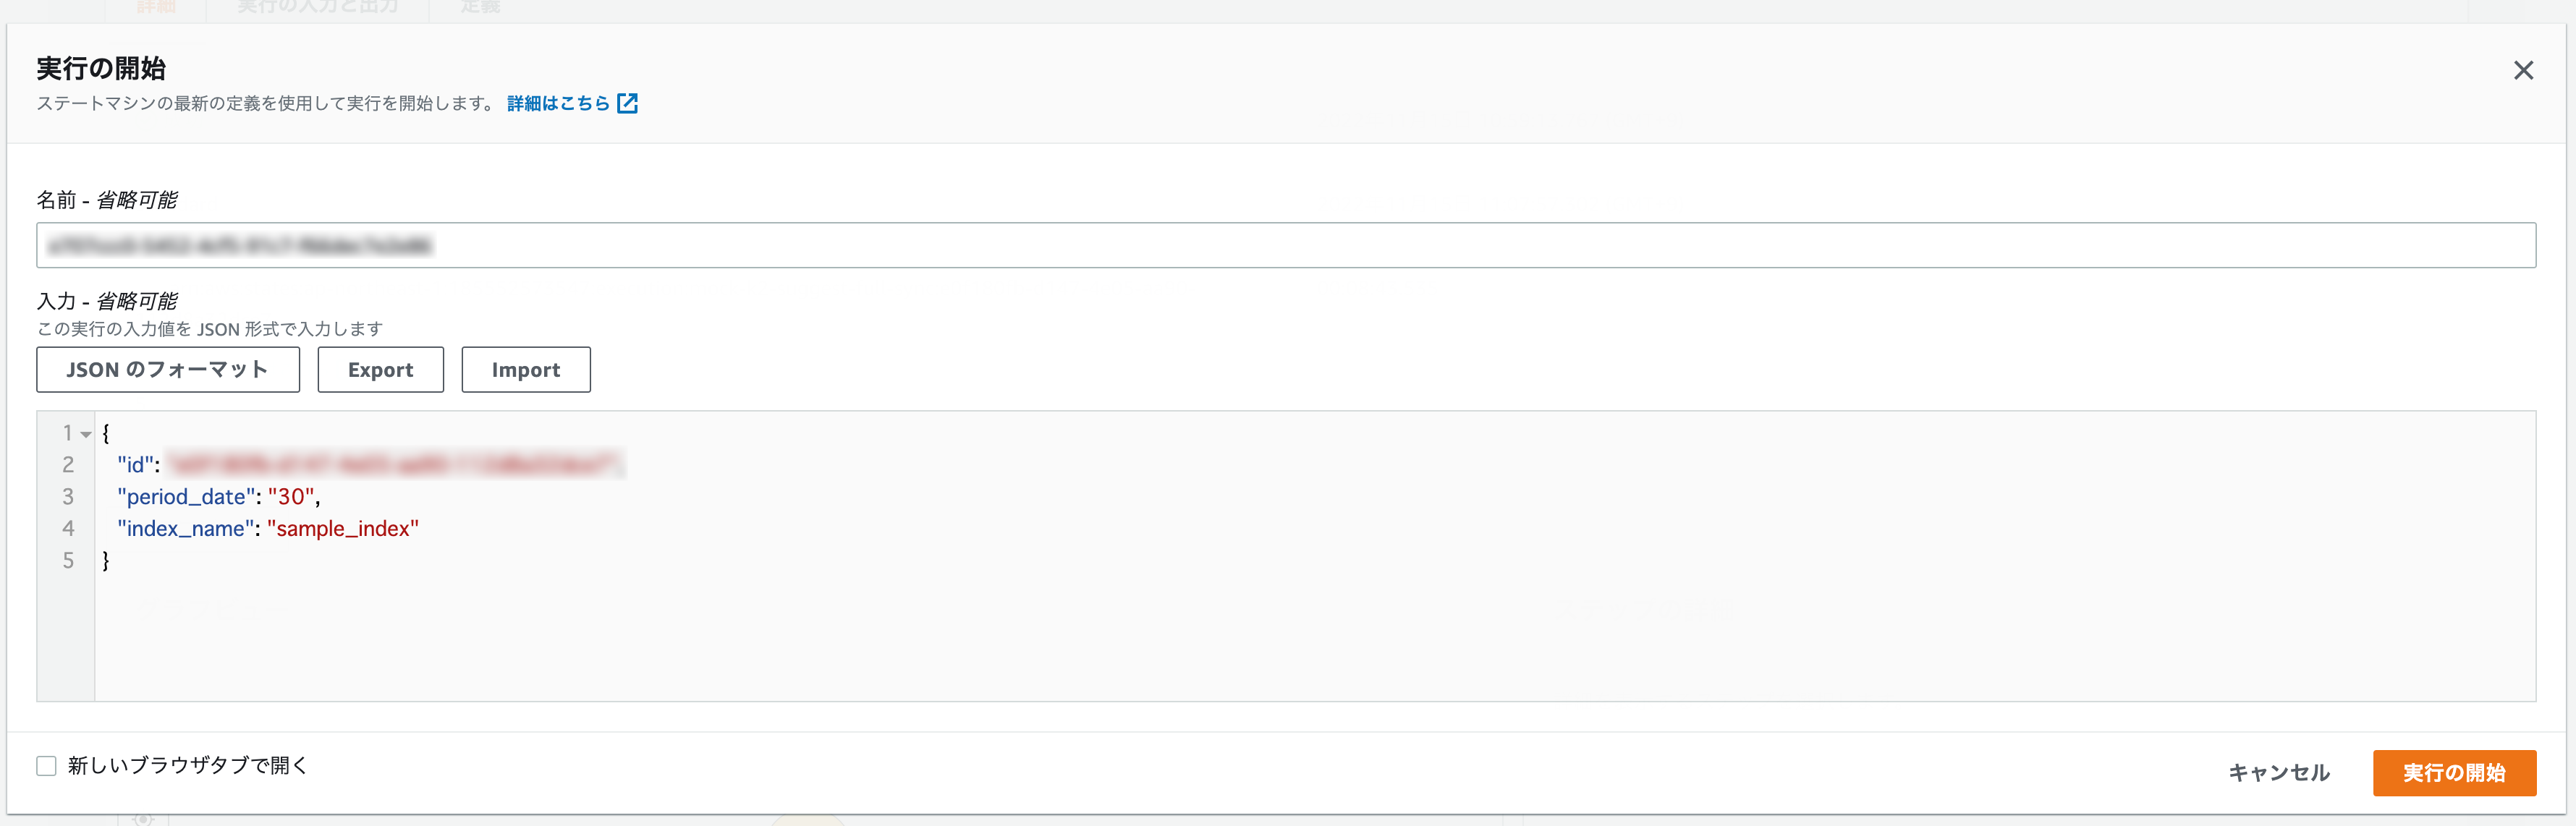 詳細 実行の入力と出力 定義
実行の開始
ステートマシンの最新の定義を使用して実行を開始します。 詳細はこちら
名前 - 省略可能
入力 - 省略可能
この実行の入力値を JSON 形式で入力します
JSON のフォーマット Export Import
1 {
2 "id":
3 "period_date": "30",
4 "index_name": "sample_index"
5 }
新しいブラウザタブで開く
キャンセル 実行の開始